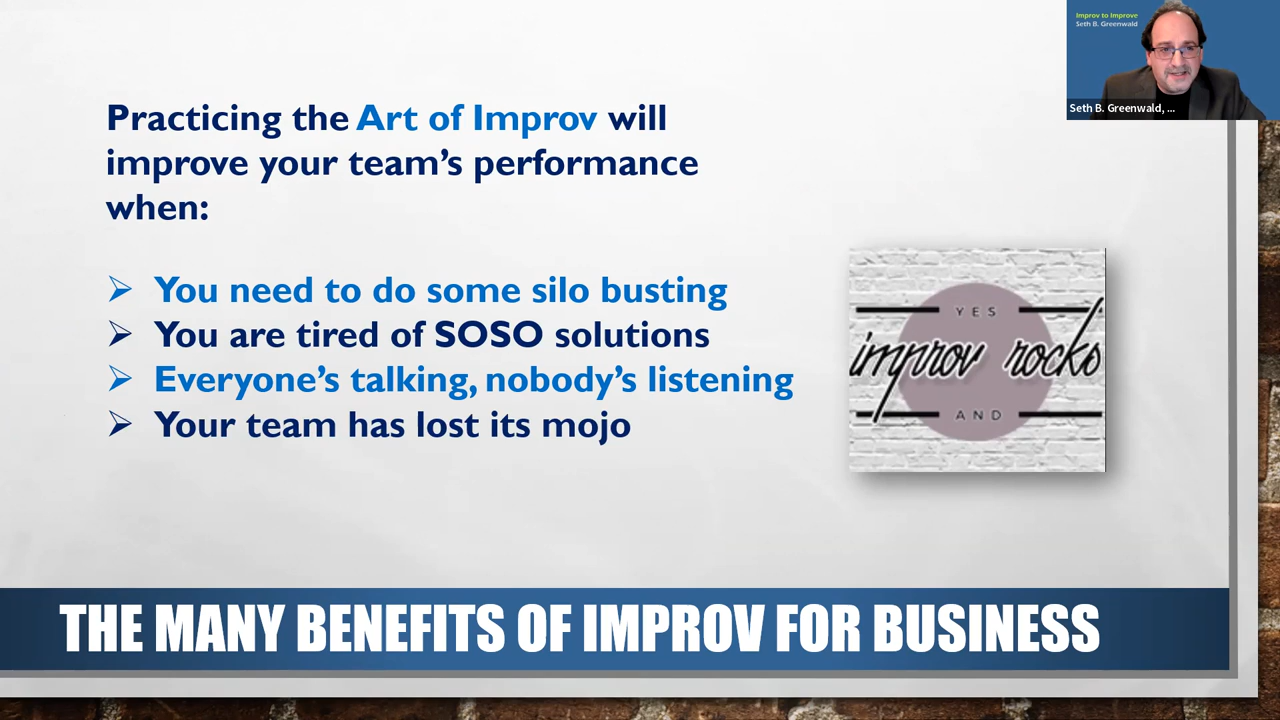 Improv to Improve
Seth B. Greenwald
Seth B. Greenwald, ...
Practicing the Art of Improv will
improve your team's performance
when:
You need to do some silo busting
You are tired of SOSO solutions
Everyone's talking, nobody's listening
Your team has lost its mojo
YES
improv rocks
AND
THE MANY BENEFITS OF IMPROV FOR BUSINESS